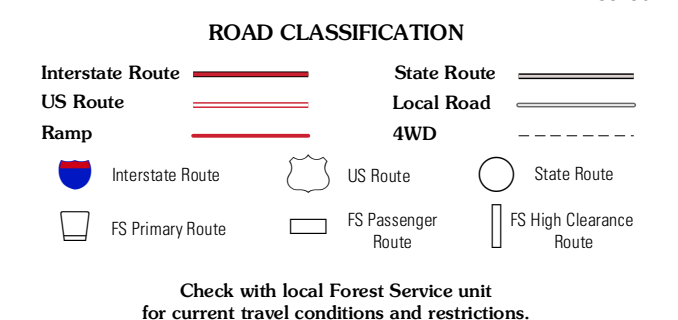 ROAD CLASSIFICATION
Interstate Route
State Route
US Route
Local Road
Ramp
4WD
Interstate Route
US Route
State Route
FS Primary Route
FS Passenger
Route
FS High Clearance
Route
Check with local Forest Service unit
for current travel conditions and restrictions.